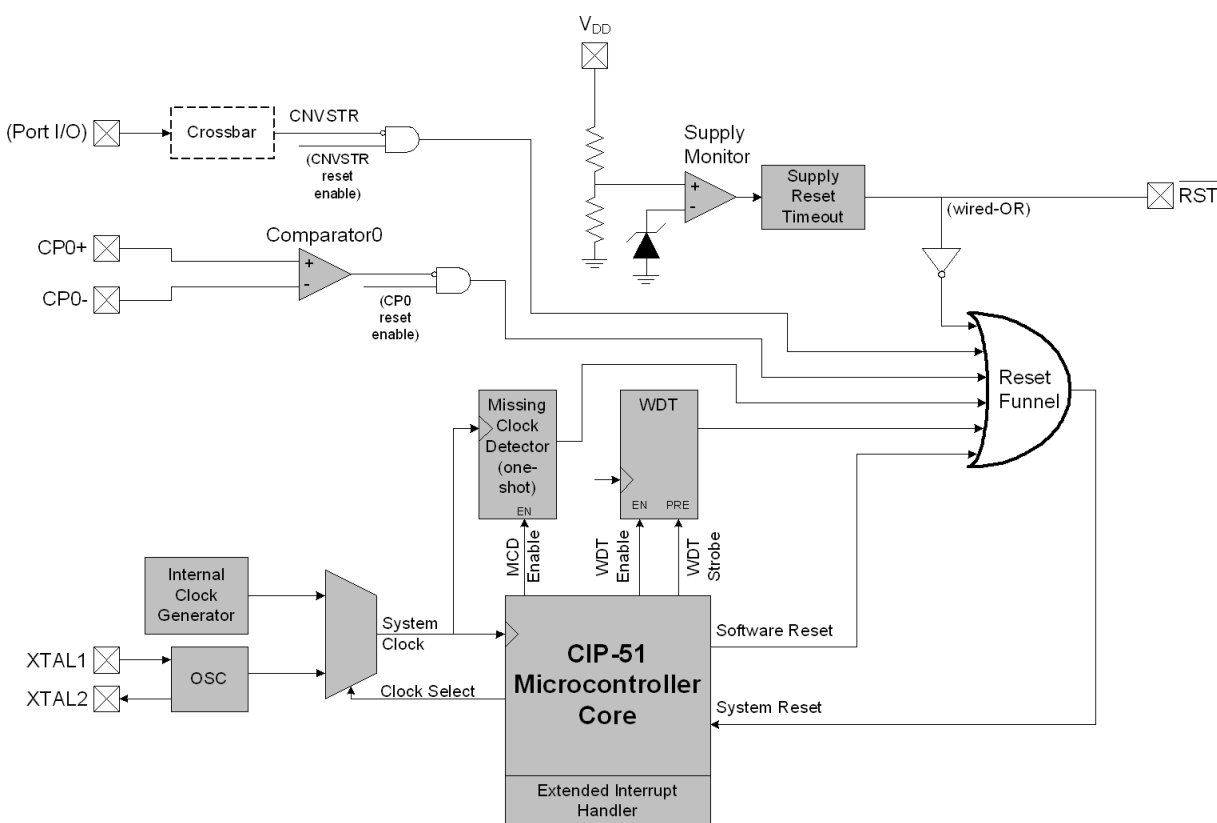 VDD
(Port I/O)
Crossbar
CNVSTR
(CNVSTR
reset
enable)
Supply
Monitor
+
-
Supply
Reset
Timeout
(wired-OR)
RST
CP0+
CP0-
Comparator0
+
-
(CP0
reset
enable)
Reset
Funnel
Missing
Clock
Detector
(one-
shot)
EN
WDT
EN
PRE
MCD
Enable
WDT
Enable
WDT
Strobe
Internal
Clock
Generator
System
Clock
XTAL1
XTAL2
OSC
Clock Select
CIP-51
Microcontroller
Core
Software Reset
System Reset
Extended Interrupt
Handler